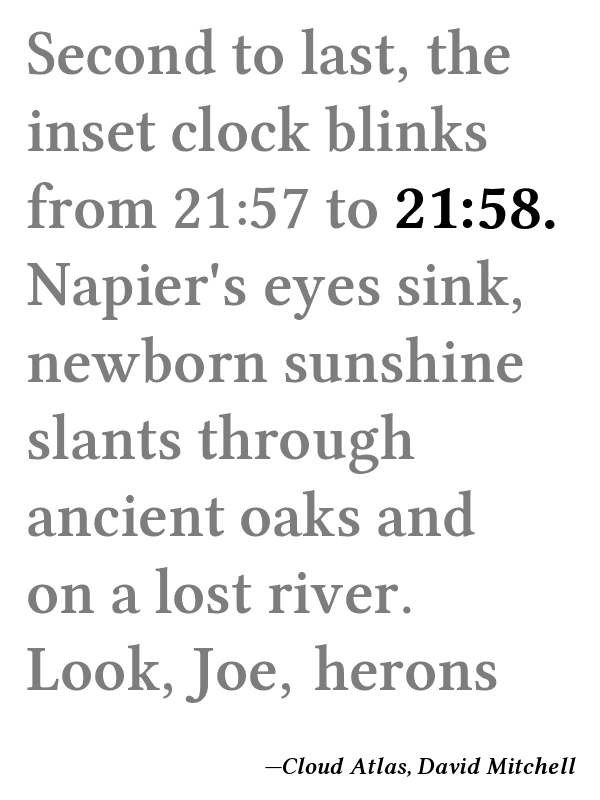 Second to last, the
inset clock blinks
from 21:57 to 21:58.
Napier's eyes sink,
newborn sunshine
slants through
ancient oaks and
on a lost river.
Look, Joe, herons
—Cloud Atlas, David Mitchell